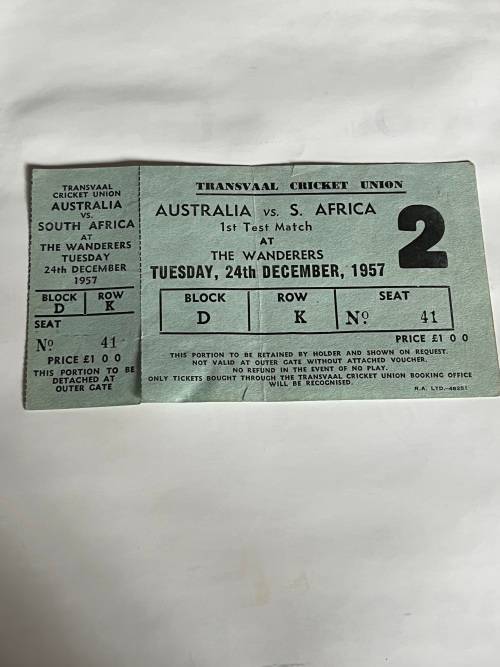 TRANSVAAL
CRICKET UNION
AUSTRALIA
VS.
SOUTH AFRICA
AT
THE WANDERERS
TUESDAY
24th DECEMBER
1957
BLOCK ROW
D K
SEAT
No. 41
PRICE £1 0 0
THIS PORTION TO BE
DETACHED AT
OUTER GATE
TRANSVAAL CRICKET UNION
AUSTRALIA VS. S. AFRICA
1st Test Match
AT
THE WANDERERS
TUESDAY, 24th DECEMBER, 1957
2
BLOCK ROW SEAT
D K No. 41
PRICE £1 0 0
THIS PORTION TO BE RETAINED BY HOLDER AND SHOWN ON REQUEST.
NOT VALID AT OUTER GATE WITHOUT ATTACHED VOUCHER.
NO REFUND IN THE EVENT OF NO PLAY.
ONLY TICKETS BOUGHT THROUGH THE TRANSVAAL CRICKET UNION BOOKING OFFICE
WILL BE RECOGNISED.
H.A. LTD.-48251